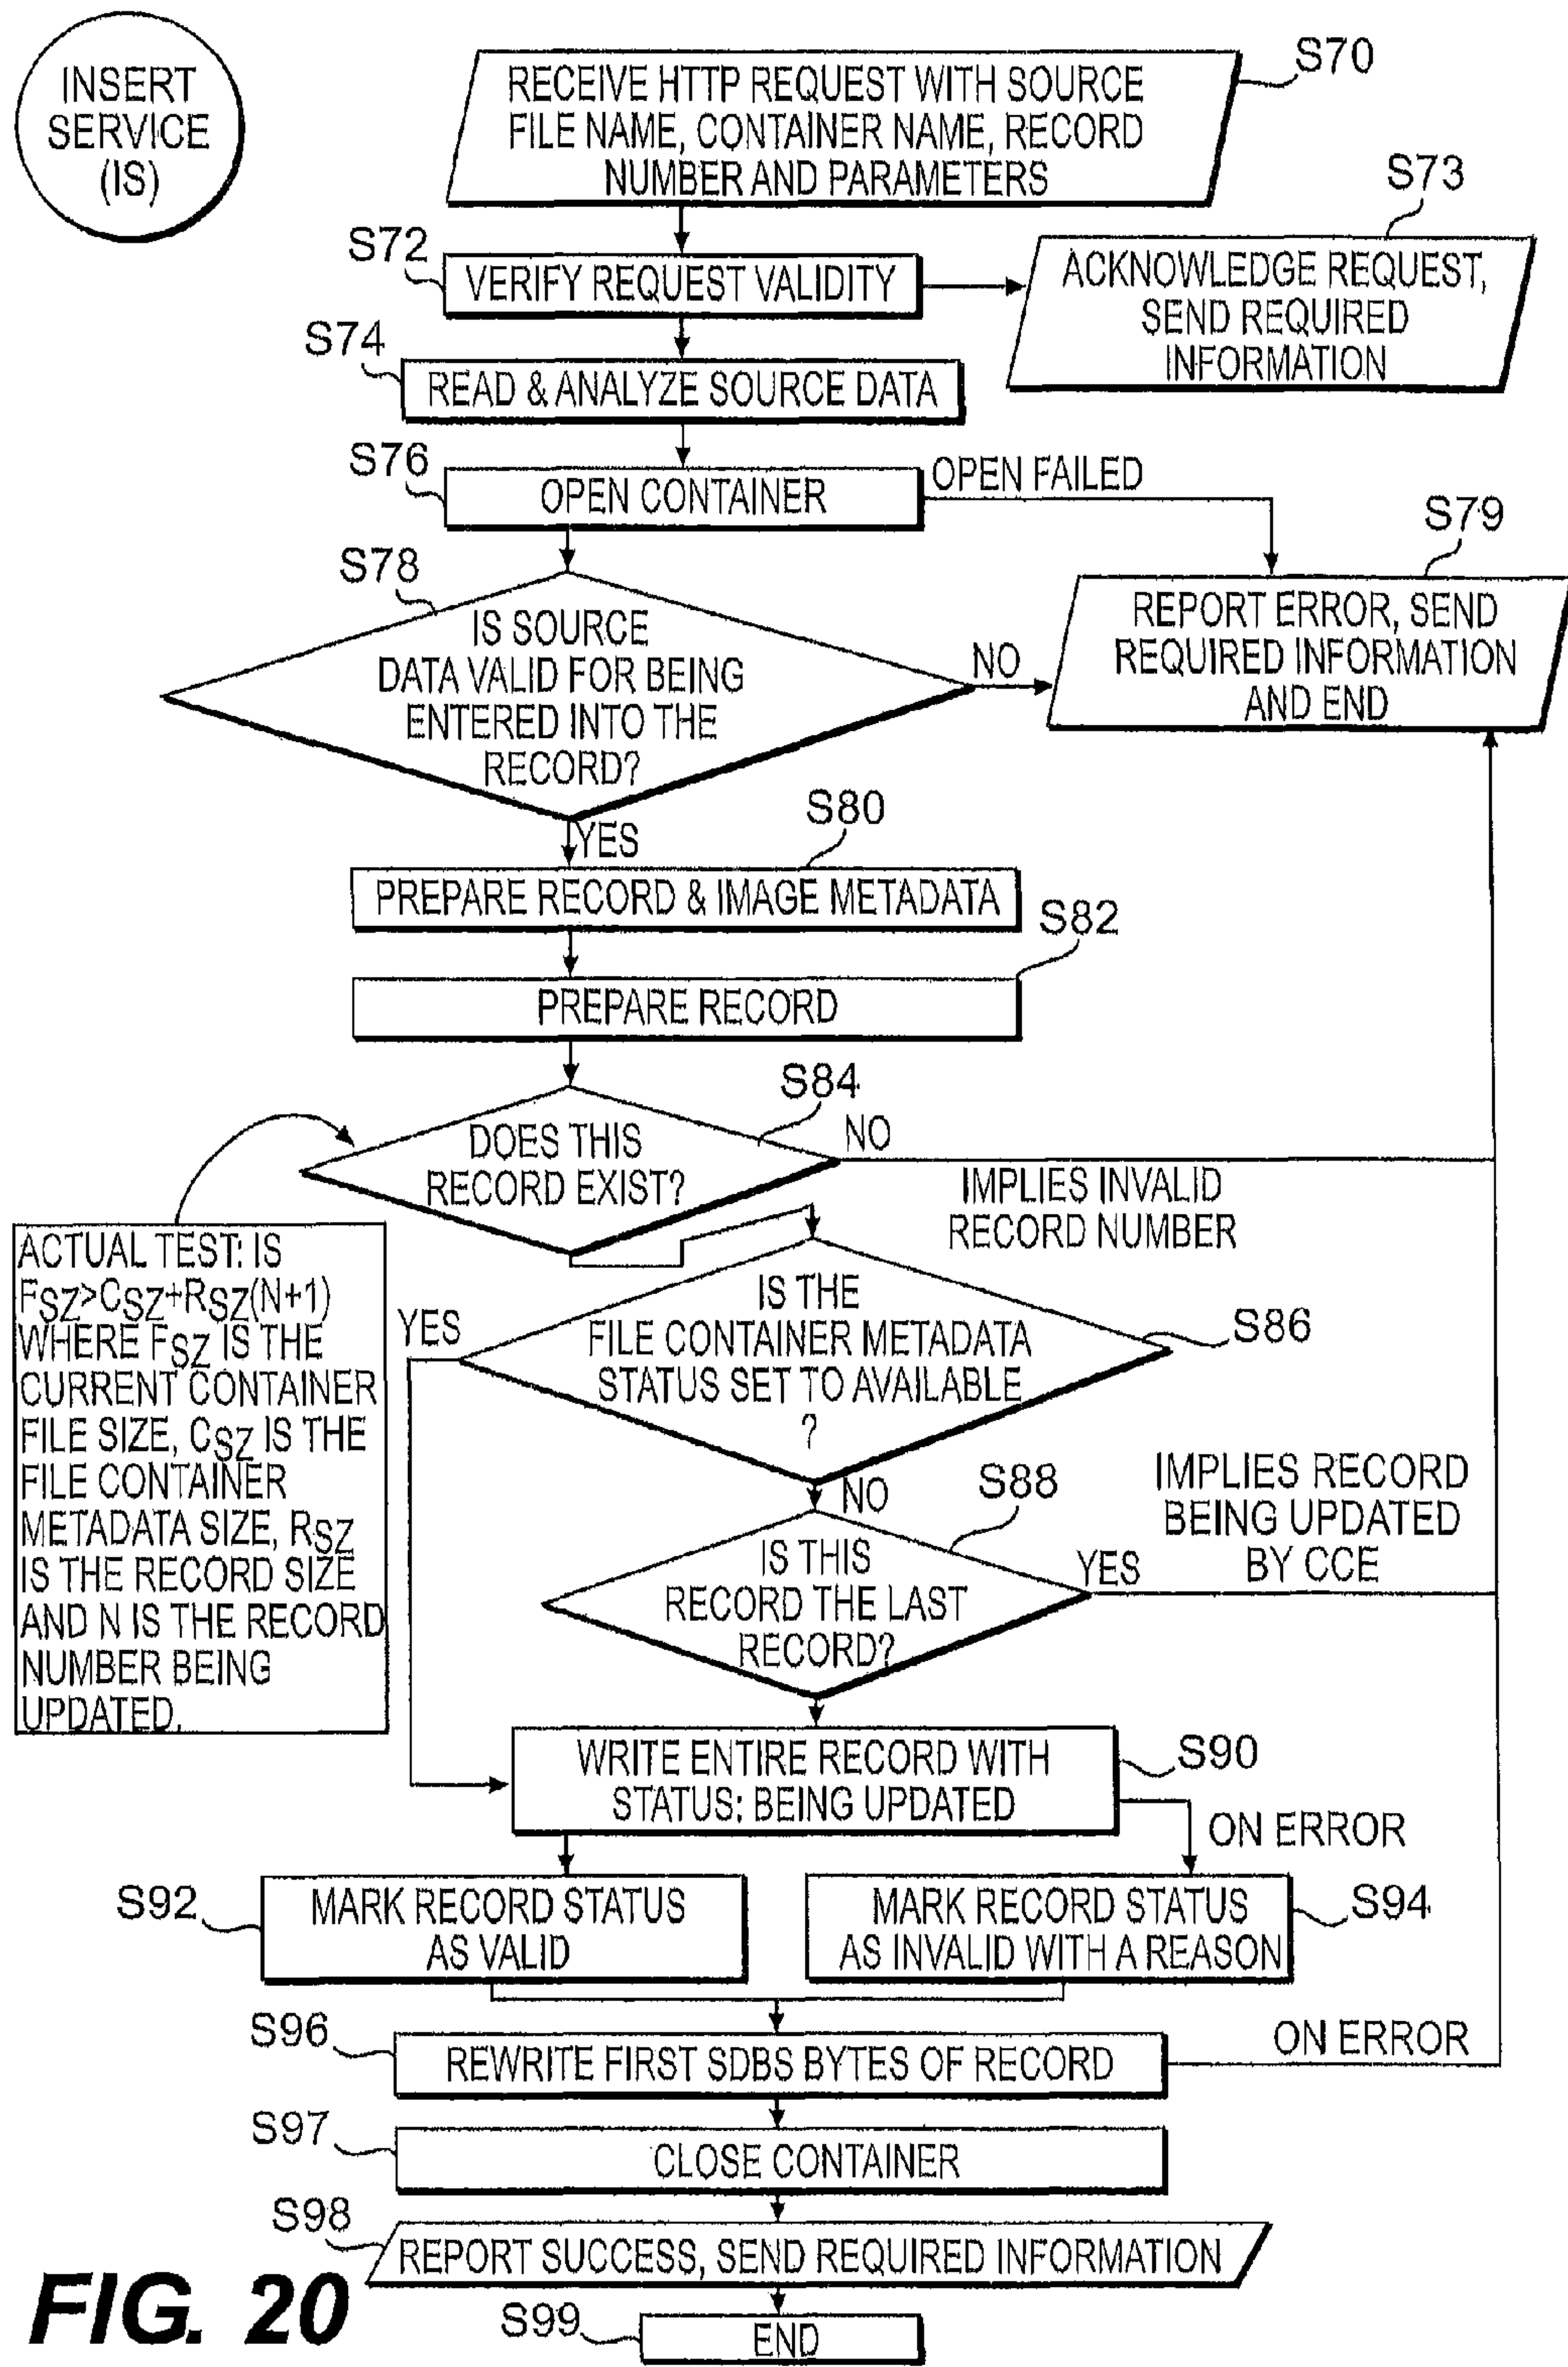 INSERT
SERVICE
(IS)
S70
RECEIVE HTTP REQUEST WITH SOURCE
FILE NAME, CONTAINER NAME, RECORD
NUMBER AND PARAMETERS
S72
VERIFY REQUEST VALIDITY
S73
ACKNOWLEDGE REQUEST,
SEND REQUIRED
INFORMATION
S74
READ & ANALYZE SOURCE DATA
S76
OPEN CONTAINER
OPEN FAILED
S78
IS SOURCE
DATA VALID FOR BEING
ENTERED INTO THE
RECORD?
NO
S79
REPORT ERROR, SEND
REQUIRED INFORMATION
AND END
YES
S80
PREPARE RECORD & IMAGE METADATA
S82
PREPARE RECORD
S84
DOES THIS
RECORD EXIST?
NO
IMPLIES INVALID
RECORD NUMBER
ACTUAL TEST: IS
FSZ>CSZ+RSZ(N+1)
WHERE FSZ IS THE
CURRENT CONTAINER
FILE SIZE, CSZ IS THE
FILE CONTAINER
METADATA SIZE, RSZ
IS THE RECORD SIZE
AND N IS THE RECORD
NUMBER BEING
UPDATED.
YES
IS THE
FILE CONTAINER METADATA
STATUS SET TO AVAILABLE
?
S86
NO
S88
IS THIS
RECORD THE LAST
RECORD?
YES
IMPLIES RECORD
BEING UPDATED
BY CCE
WRITE ENTIRE RECORD WITH
STATUS: BEING UPDATED
S90
ON ERROR
S92
MARK RECORD STATUS
AS VALID
MARK RECORD STATUS
AS INVALID WITH A REASON
S94
S96
REWRITE FIRST SDBS BYTES OF RECORD
ON ERROR
S97
CLOSE CONTAINER
S98
REPORT SUCCESS, SEND REQUIRED INFORMATION
S99
END
FIG. 20